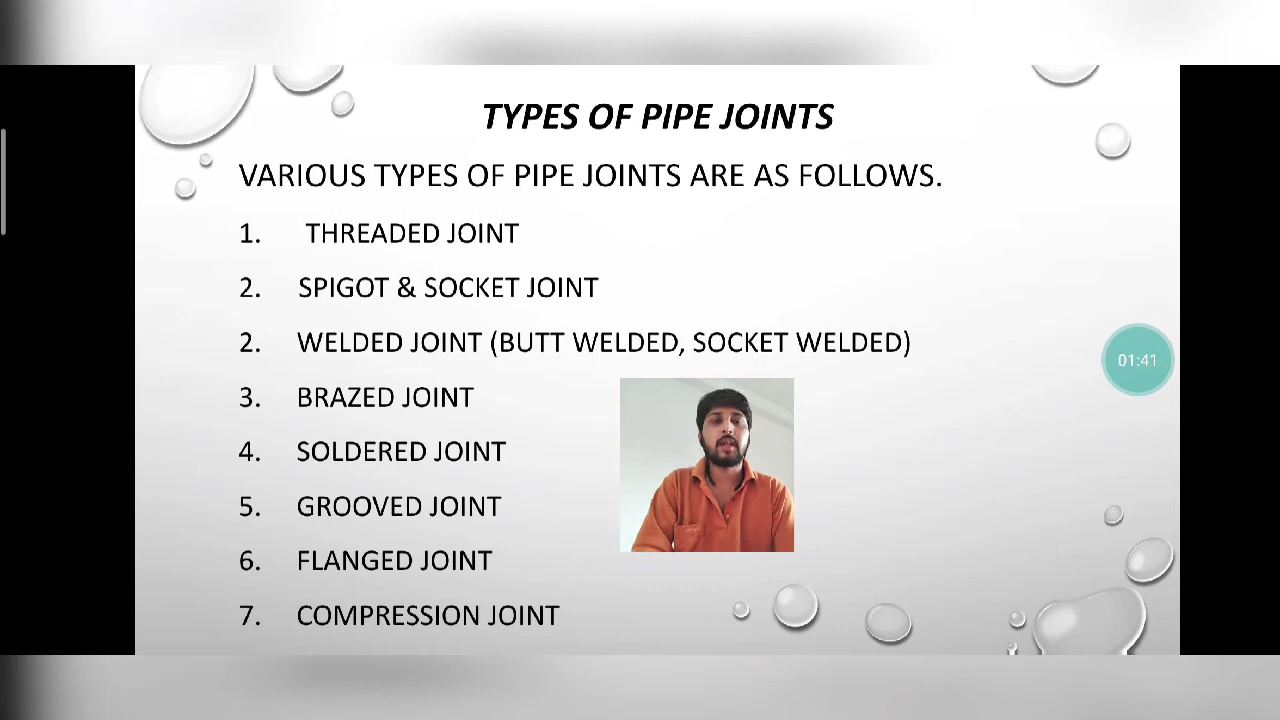 TYPES OF PIPE JOINTS
VARIOUS TYPES OF PIPE JOINTS ARE AS FOLLOWS.
1. THREADED JOINT
2. SPIGOT & SOCKET JOINT
2. WELDED JOINT (BUTT WELDED, SOCKET WELDED)
01:41
3. BRAZED JOINT
4. SOLDERED JOINT
5. GROOVED JOINT
6. FLANGED JOINT
7. COMPRESSION JOINT